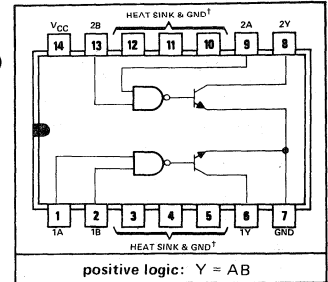 HEAT SINK & GND†
VCC 2B 2A 2Y
14 13 12 11 10 9 8
1 2 3 4 5 6 7
1A 1B 1Y GND
HEAT SINK & GND†
positive logic: Y = AB